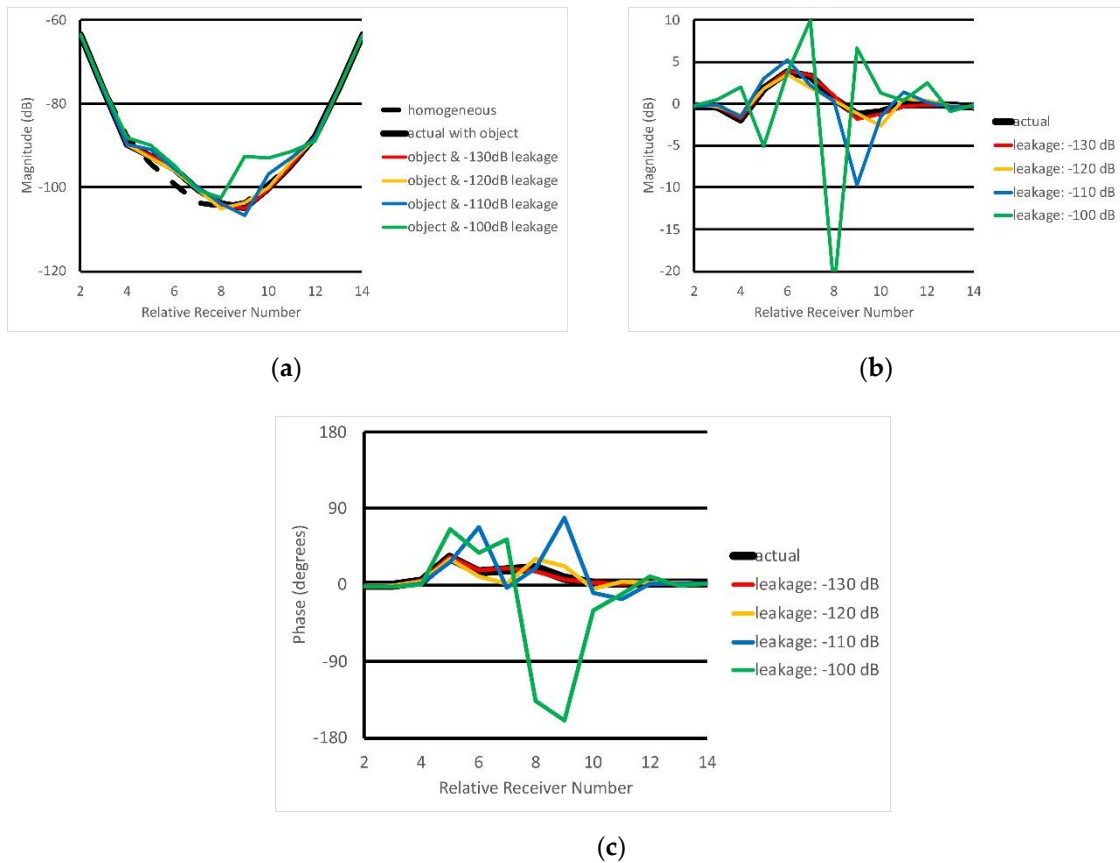 -60
-80
-100
-120
Magnitude (dB)
2 4 6 8 10 12 14
Relative Receiver Number
homogeneous
actual with object
object & -130dB leakage
object & -120dB leakage
object & -110dB leakage
object & -100dB leakage
(a)
10
5
0
-5
-10
-15
-20
Magnitude (dB)
2 4 6 8 10 12 14
Relative Receiver Number
actual
leakage: -130 dB
leakage: -120 dB
leakage: -110 dB
leakage: -100 dB
(b)
180
90
0
-90
-180
Phase (degrees)
2 4 6 8 10 12 14
Relative Receiver Number
actual
leakage: -130 dB
leakage: -120 dB
leakage: -110 dB
leakage: -100 dB
(c)